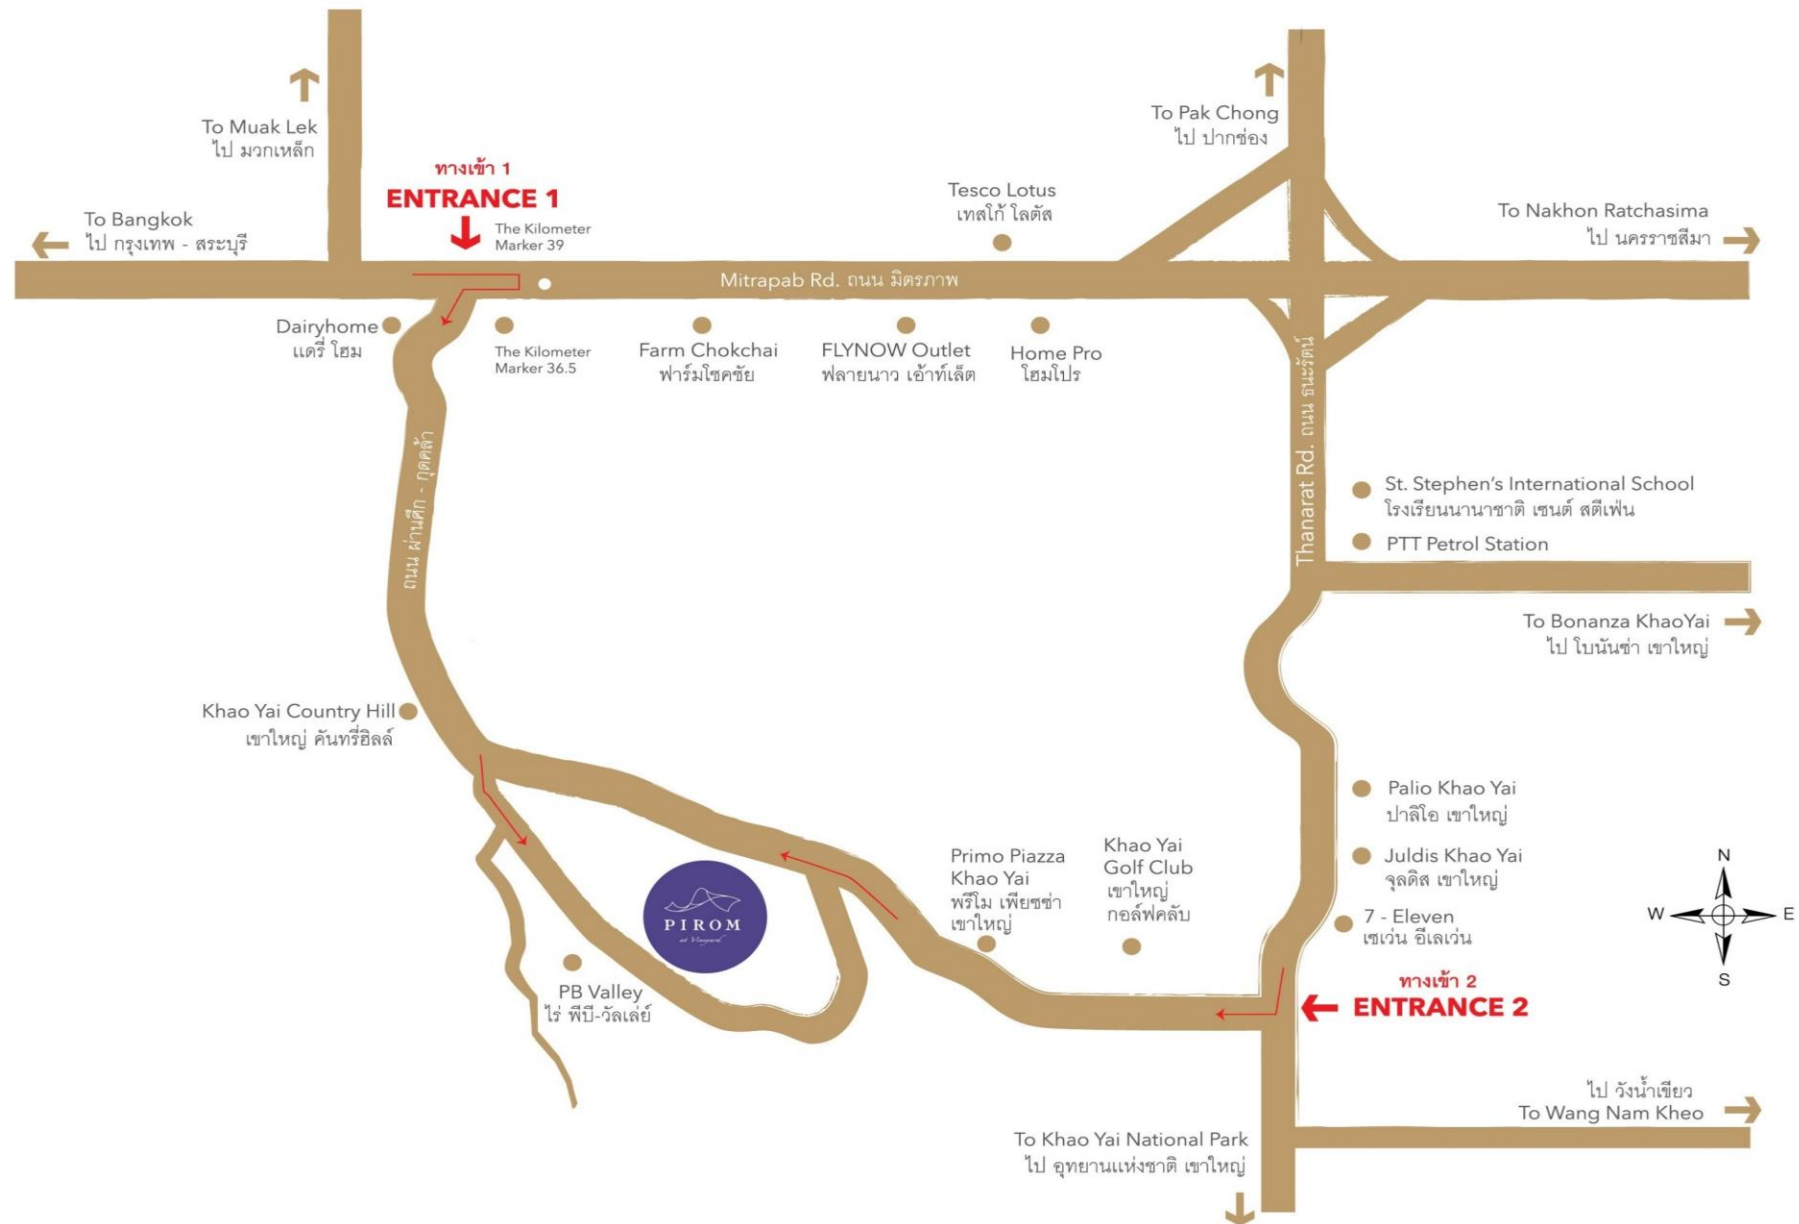 To Muak Lek
ไป มวกเหล็ก
To Pak Chong
ไป ปากช่อง
ทางเข้า 1
ENTRANCE 1
The Kilometer
Marker 39
To Bangkok
ไป กรุงเทพ - สระบุรี
Tesco Lotus
เทสโก้ โลตัส
To Nakhon Ratchasima
ไป นครราชสีมา
Mitrapab Rd. ถนน มิตรภาพ
Dairyhome
แดรี่ โฮม
The Kilometer
Marker 36.5
Farm Chokchai
ฟาร์มโชคชัย
FLYNOW Outlet
ฟลายนาว เอ้าท์เล็ต
Home Pro
โฮมโปร
Thanarat Rd. ถนน ธนะรัตน์
ถนน ผ่านศึก - กุดคล้า
St. Stephen's International School
โรงเรียนนานาชาติ เซนต์ สตีเฟ่น
PTT Petrol Station
To Bonanza KhaoYai
ไป โบนันซ่า เขาใหญ่
Khao Yai Country Hill
เขาใหญ่ คันทรี่ฮิลล์
Palio Khao Yai
ปาลิโอ เขาใหญ่
Juldis Khao Yai
จุลดิส เขาใหญ่
7 - Eleven
เซเว่น อีเลเว่น
Primo Piazza
Khao Yai
พรีโม เพียซซ่า
เขาใหญ่
Khao Yai
Golf Club
เขาใหญ่
กอล์ฟคลับ
N
W
E
S
PIROM
at Vineyard
PB Valley
ไร่ พีบี-วัลเล่ย์
ทางเข้า 2
ENTRANCE 2
ไป วังน้ำเขียว
To Wang Nam Kheo
To Khao Yai National Park
ไป อุทยานแห่งชาติ เขาใหญ่